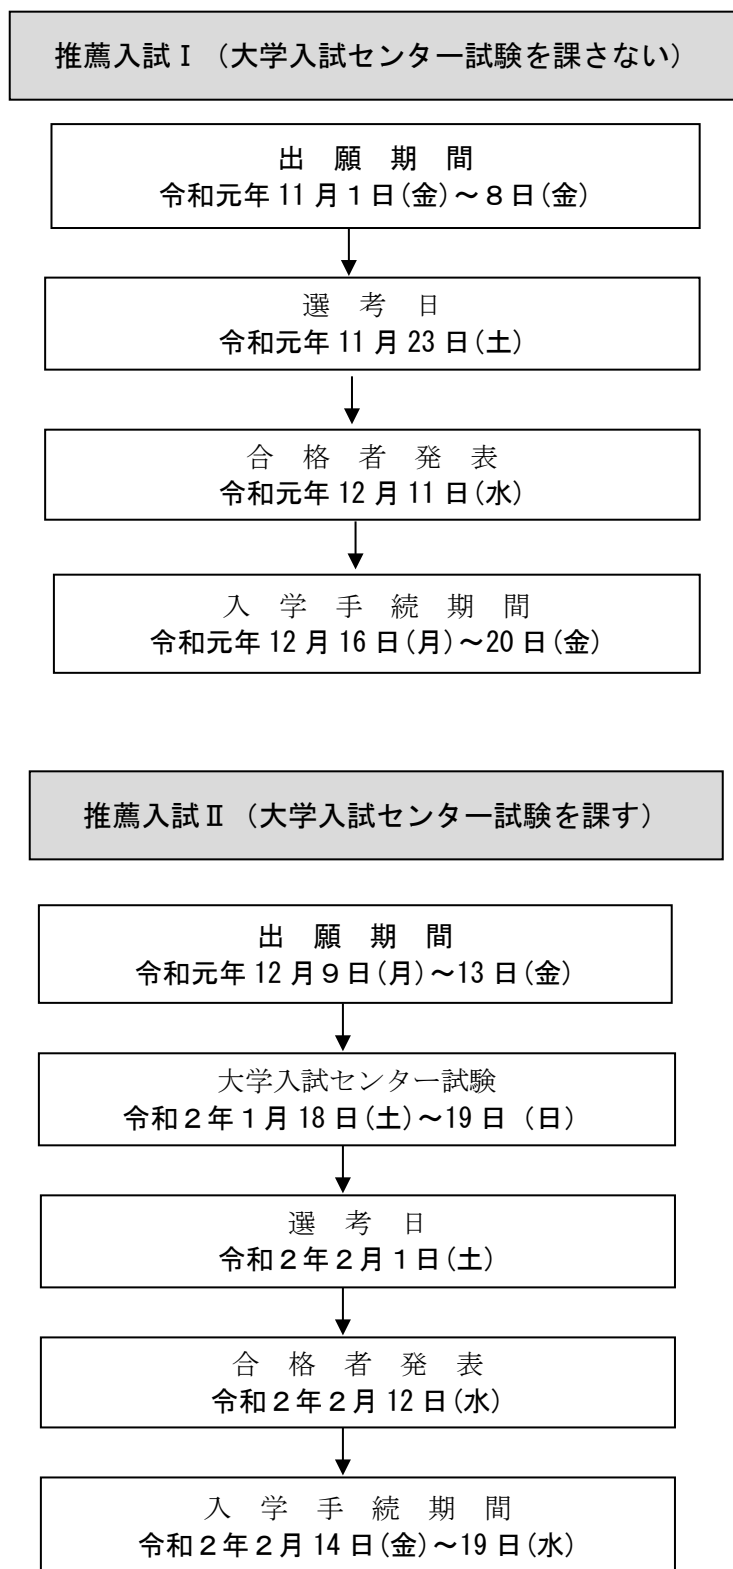 推薦入試Ⅰ（大学入試センター試験を課さない）
出　願　期　間
令和元年 11 月１日(金)～８日(金)
選　考　日
令和元年 11 月 23 日(土)
合　格　者　発　表
令和元年 12 月 11 日(水)
入　学　手　続　期　間
令和元年 12 月 16 日(月)～20 日(金)
推薦入試Ⅱ（大学入試センター試験を課す）
出　願　期　間
令和元年 12 月９日(月)～13 日(金)
大学入試センター試験
令和２年１月 18 日(土)～19 日（日）
選　考　日
令和２年２月１日(土)
合　格　者　発　表
令和２年２月 12 日(水)
入　学　手　続　期　間
令和２年２月 14 日(金)～19 日(水)